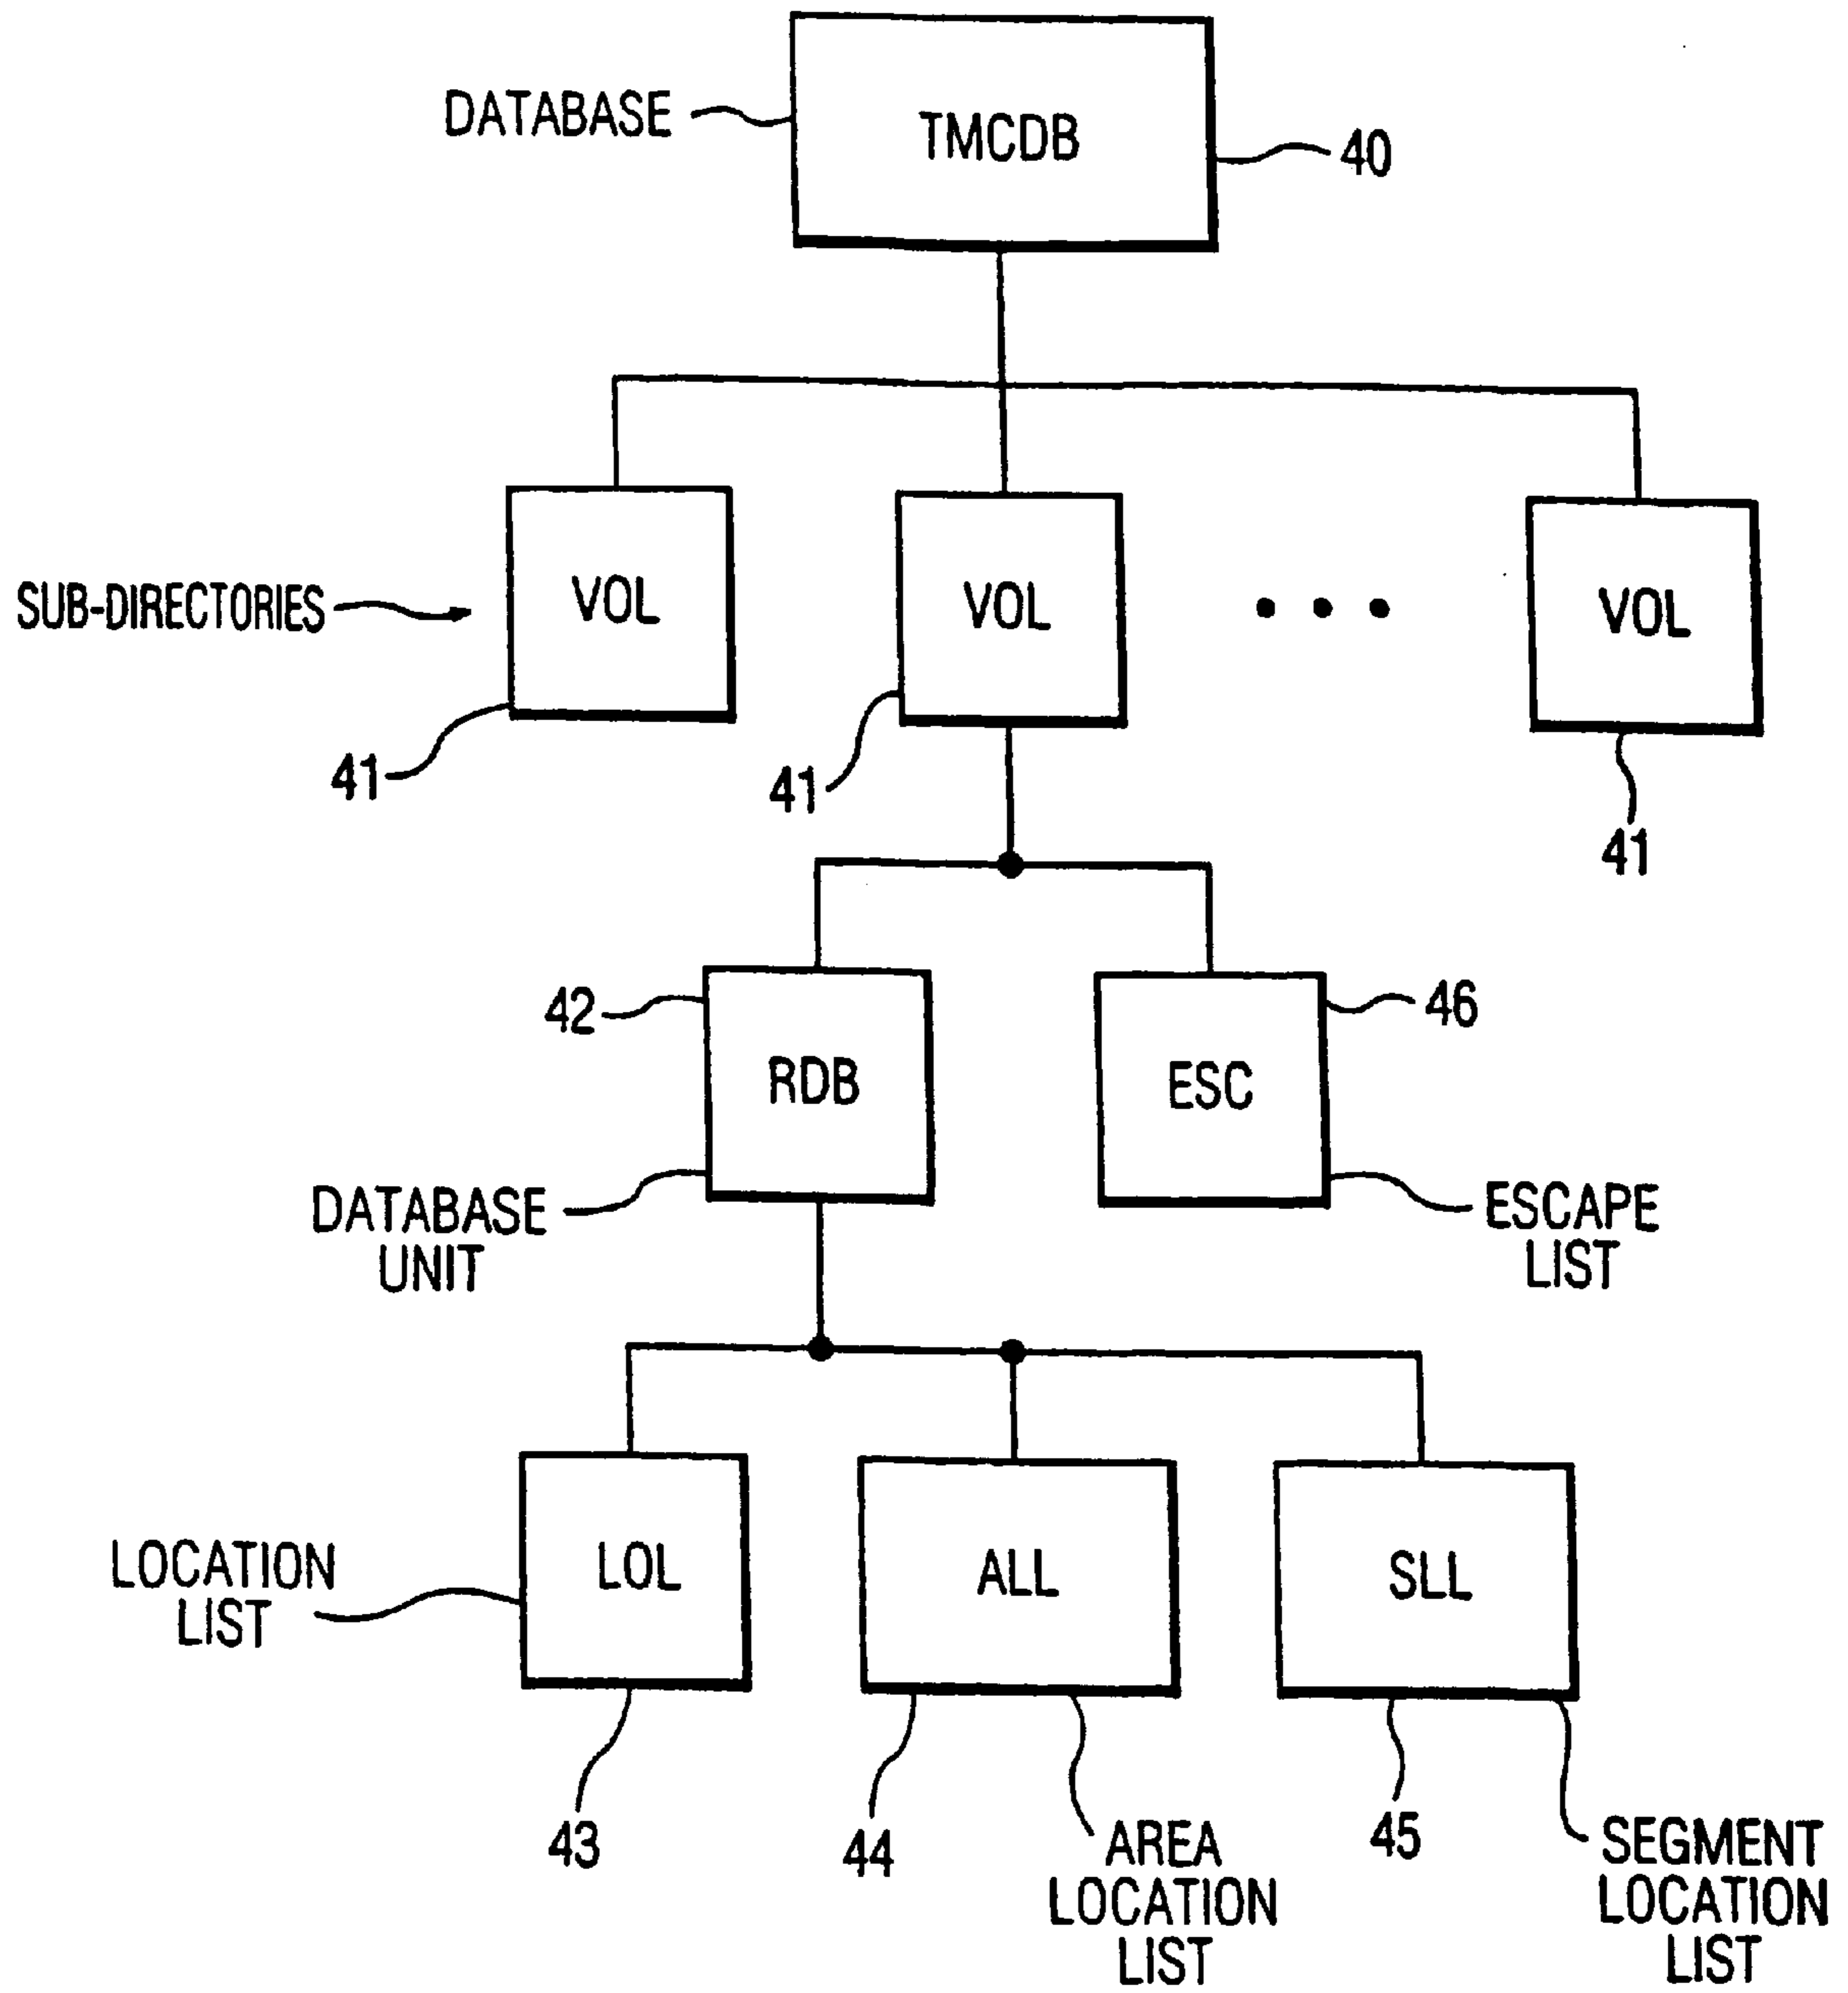 DATABASE
TMCDB
40
SUB-DIRECTORIES
VOL
VOL
VOL
41
41
41
42
46
RDB
ESC
DATABASE
UNIT
ESCAPE
LIST
LOCATION
LIST
LOL
ALL
SLL
43
44
AREA
LOCATION
LIST
45
SEGMENT
LOCATION
LIST